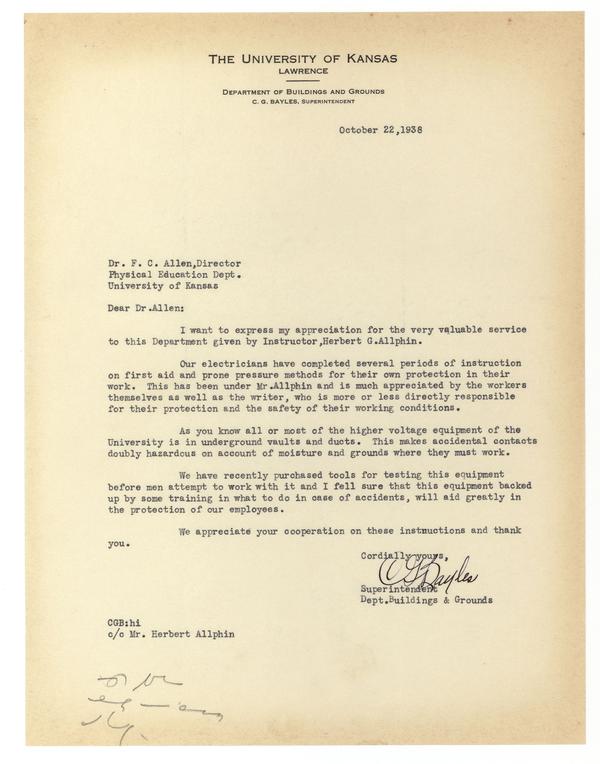 THE UNIVERSITY OF KANSAS
LAWRENCE
DEPARTMENT OF BUILDINGS AND GROUNDS
C. G. BAYLES, SUPERINTENDENT
October 22,1938
Dr. F. C. Allen,Director
Physical Education Dept.
University of Kansas
Dear Dr.Allen:
I want to express my appreciation for the very valuable service
to this Department given by Instructor,Herbert G.Allphin.
Our electricians have completed several periods of instruction
on first aid and prone pressure methods for their own protection in their
work. This has been under Mr.Allphin and is much appreciated by the workers
themselves as well as the writer, who is more or less directly responsible
for their protection and the safety of their working conditions.
As you know all or most of the higher voltage equipment of the
University is in underground vaults and ducts. This makes accidental contacts
doubly hazardous on account of moisture and grounds where they must work.
We have recently purchased tools for testing this equipment
before men attempt to work with it and I fell sure that this equipment backed
up by some training in what to do in case of accidents, will aid greatly in
the protection of our employees.
We appreciate your cooperation on these instructions and thank
you.
Cordially yours,
CG Bayles
Superintendent
Dept.Buildings & Grounds
CGB:hi
c/c Mr. Herbert Allphin